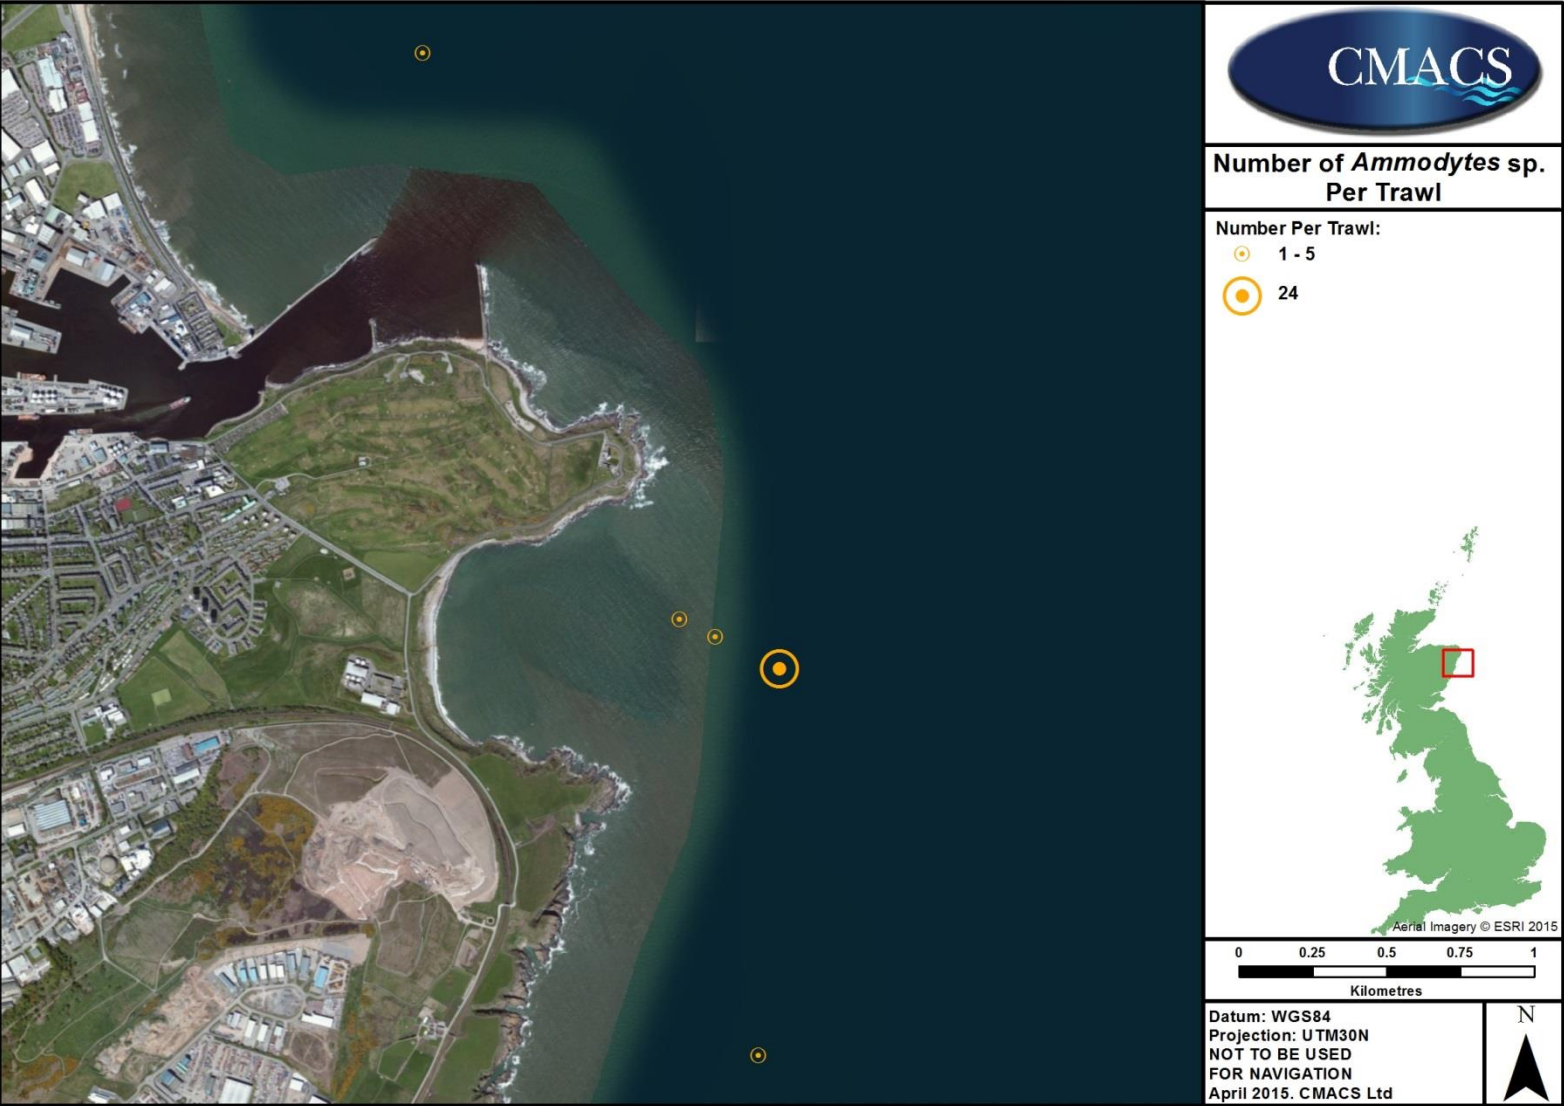 CMACS
Number of Ammodytes sp.
Per Trawl
Number Per Trawl:
1 - 5
24
Aerial Imagery © ESRI 2015
0 0.25 0.5 0.75 1
Kilometres
Datum: WGS84
Projection: UTM30N
NOT TO BE USED
FOR NAVIGATION
April 2015. CMACS Ltd
N